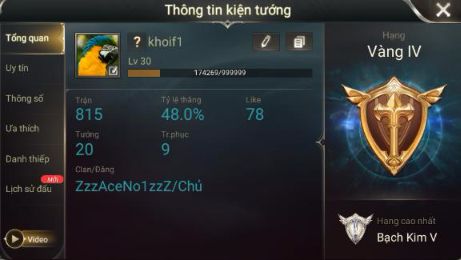 Thông tin kiện tướng
Tổng quan
Uy tín
Thông số
Ưa thích
Danh thiếp
Lịch sử đấu
Mới
Video
? khoif1
Lv 30
174269/999999
Trận
Tỷ lệ thắng
Like
815
48.0%
78
Tướng
Tr.phục
20
9
Clan/Đảng
ZzzAceNo1zzZ/Chủ
Hạng
Vàng IV
Hạng cao nhất
Bạch Kim V